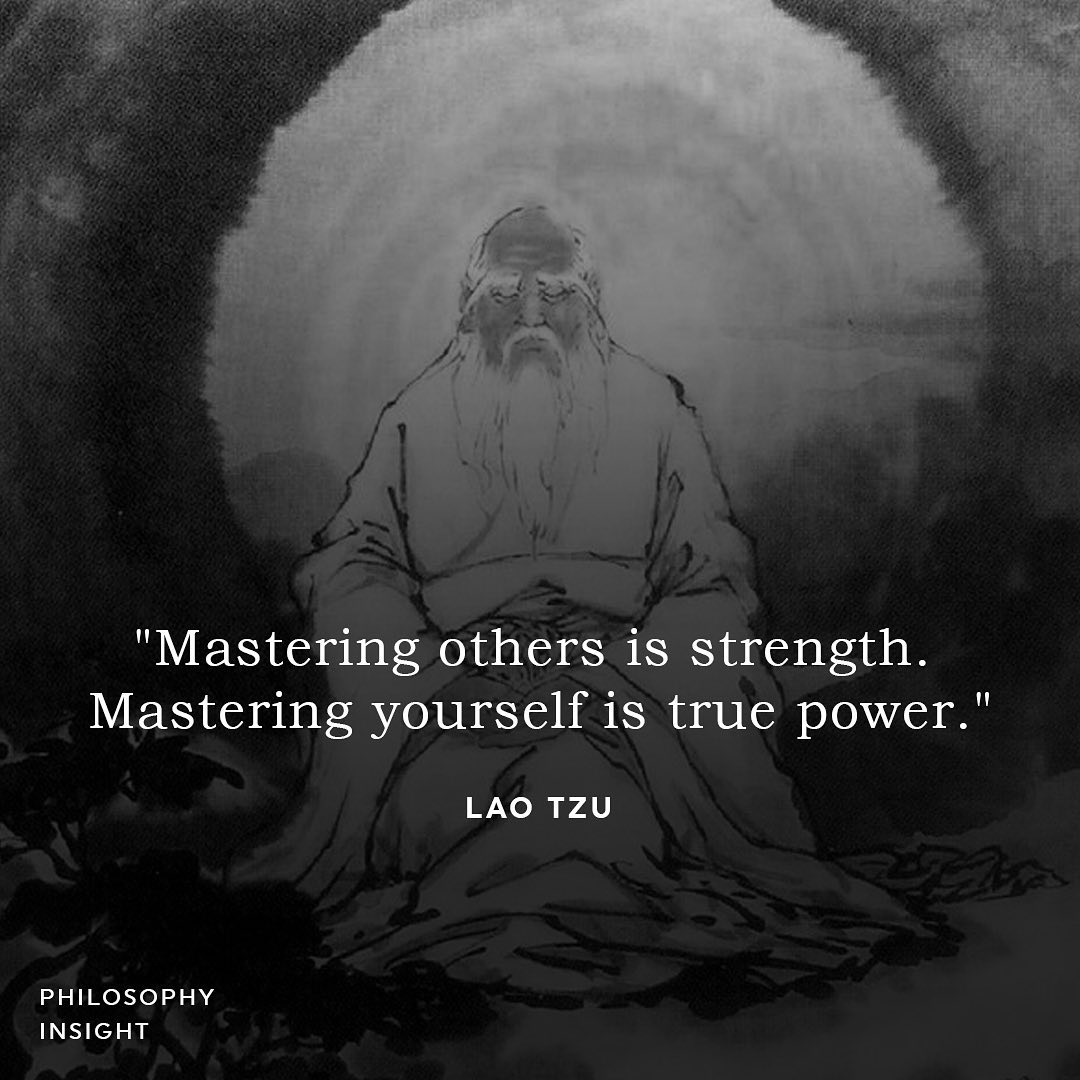 "Mastering others is strength.
Mastering yourself is true power."
LAO TZU
PHILOSOPHY
INSIGHT